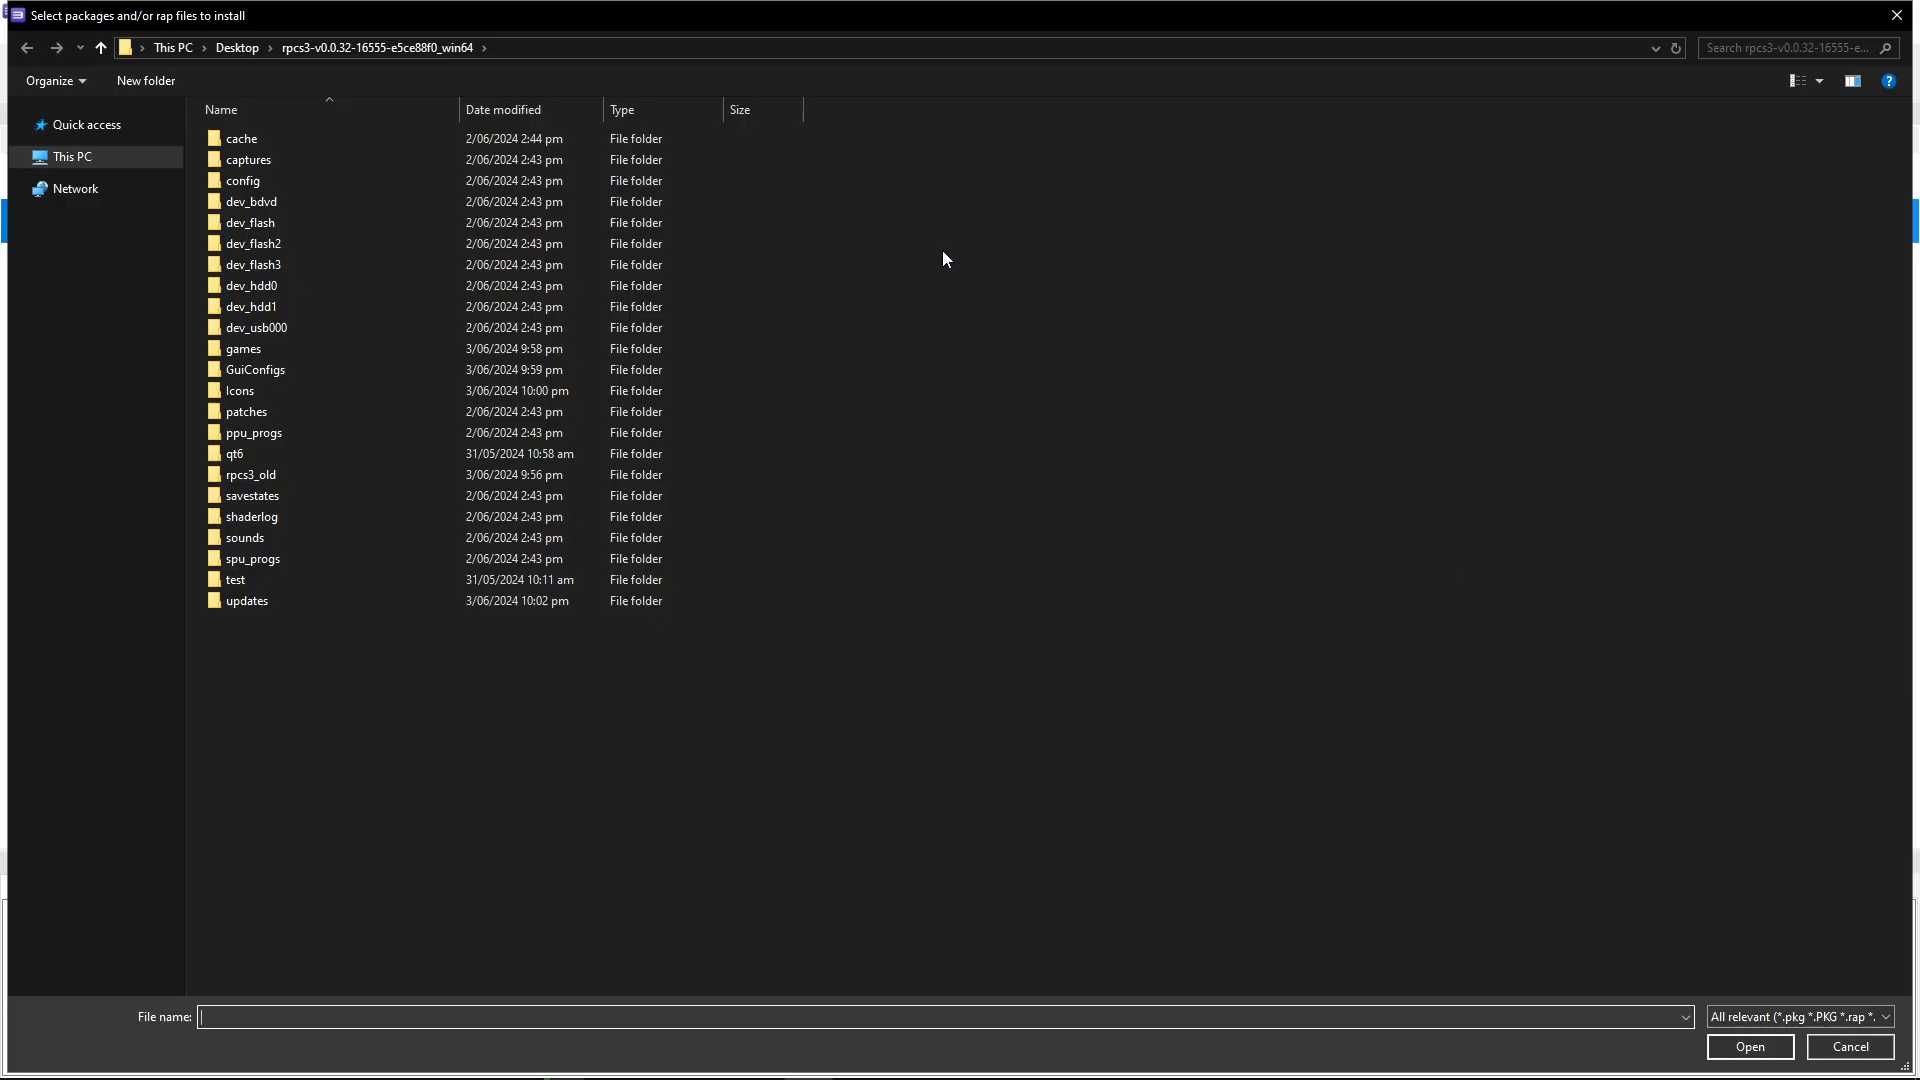 Select packages and/or rap files to install
This PC > Desktop > rpcs3-v0.0.32-16555-e5ce88f0_win64 >
Search rpcs3-v0.0.32-16555-e...
Organize New folder
Name Date modified Type Size
Quick access
This PC
Network
cache 2/06/2024 2:44 pm File folder
captures 2/06/2024 2:43 pm File folder
config 2/06/2024 2:43 pm File folder
dev_bdvd 2/06/2024 2:43 pm File folder
dev_flash 2/06/2024 2:43 pm File folder
dev_flash2 2/06/2024 2:43 pm File folder
dev_flash3 2/06/2024 2:43 pm File folder
dev_hdd0 2/06/2024 2:43 pm File folder
dev_hdd1 2/06/2024 2:43 pm File folder
dev_usb000 2/06/2024 2:43 pm File folder
games 3/06/2024 9:58 pm File folder
GuiConfigs 3/06/2024 9:59 pm File folder
Icons 3/06/2024 10:00 pm File folder
patches 2/06/2024 2:43 pm File folder
ppu_progs 2/06/2024 2:43 pm File folder
qt6 31/05/2024 10:58 am File folder
rpcs3_old 3/06/2024 9:56 pm File folder
savestates 2/06/2024 2:43 pm File folder
shaderlog 2/06/2024 2:43 pm File folder
sounds 2/06/2024 2:43 pm File folder
spu_progs 2/06/2024 2:43 pm File folder
test 31/05/2024 10:11 am File folder
updates 3/06/2024 10:02 pm File folder
File name:
All relevant (*.pkg *.PKG *.rap *.
Open Cancel